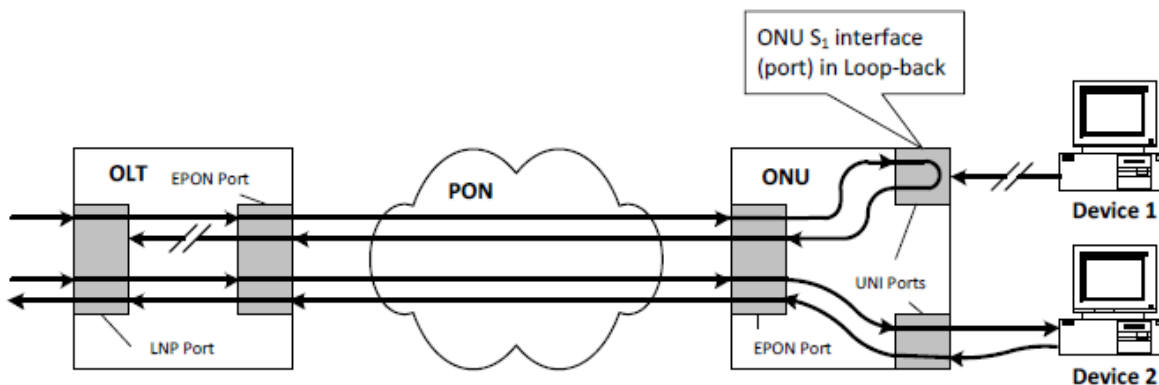 ONU S₁ interface
(port) in Loop-back
OLT
EPON Port
PON
ONU
Device 1
UNI Ports
LNP Port
EPON Port
Device 2